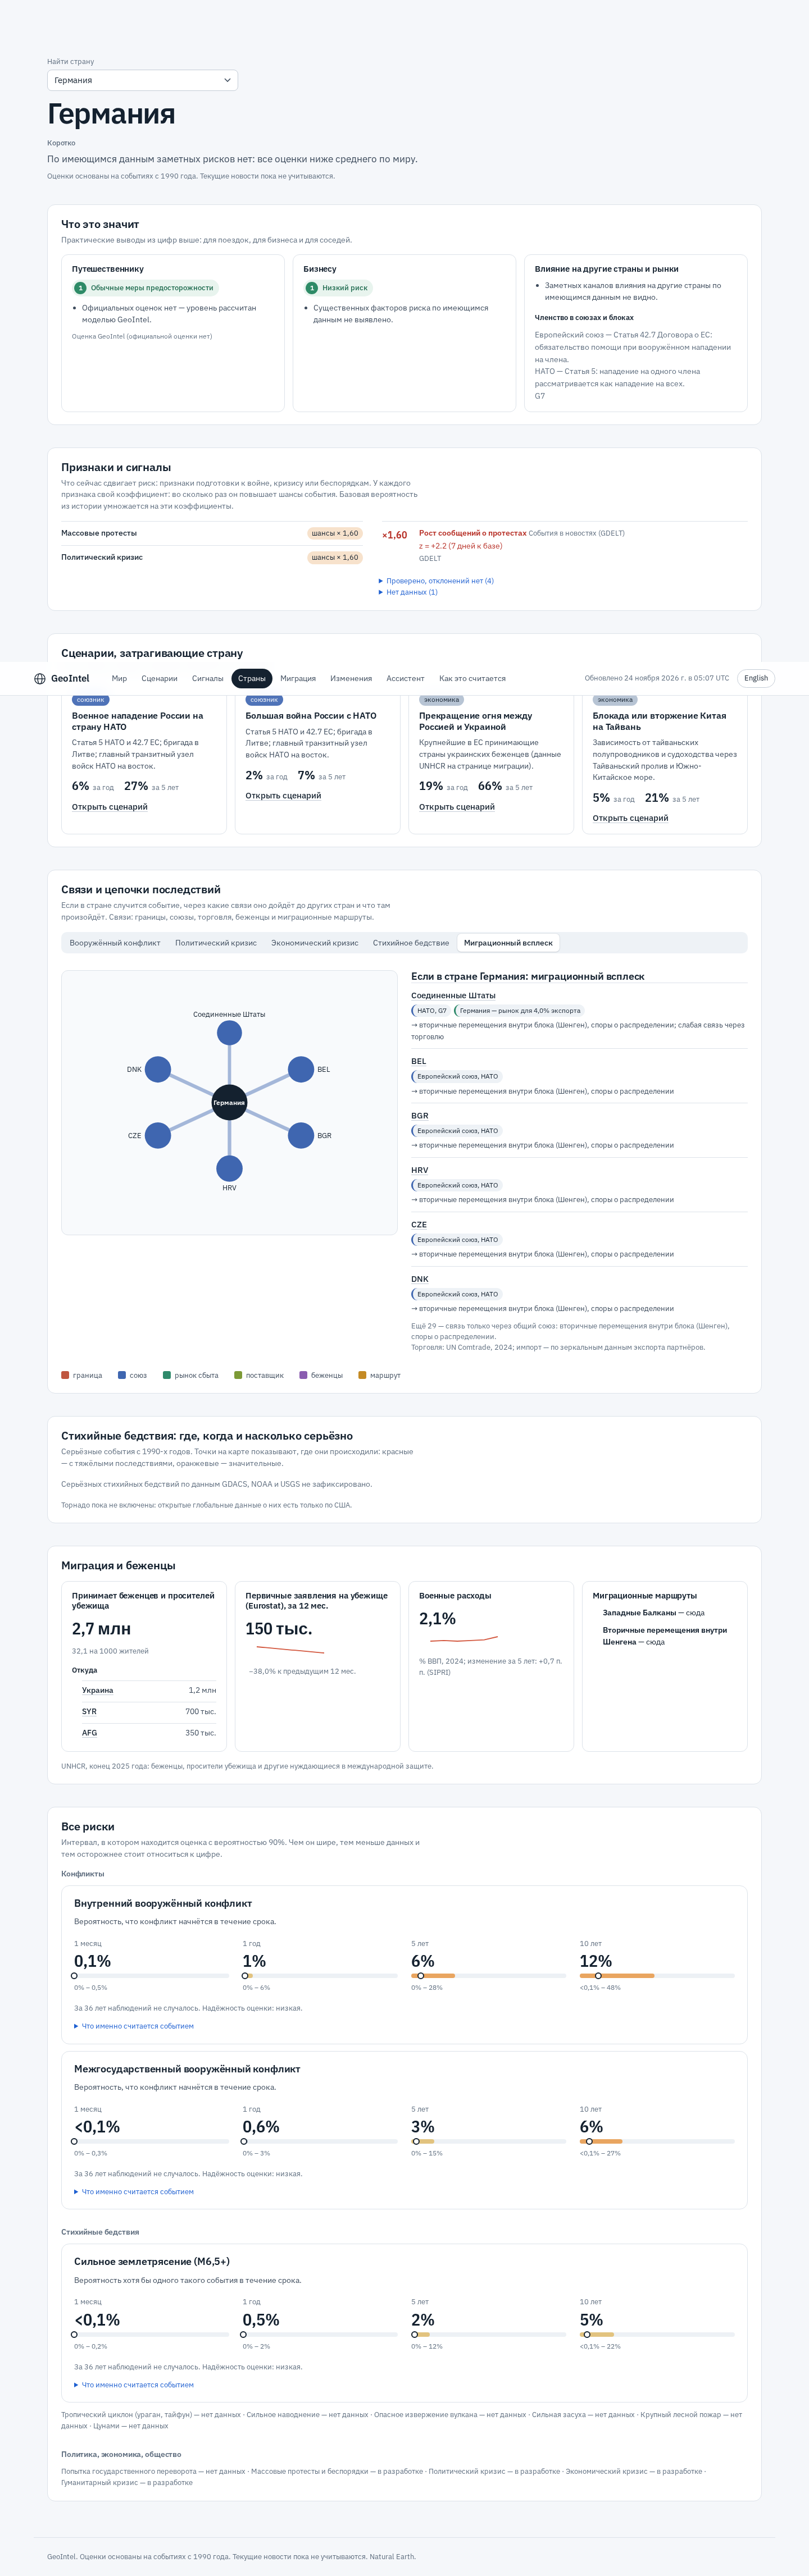 Найти страну
Германия
Германия
Коротко
По имеющимся данным заметных рисков нет: все оценки ниже среднего по миру.
Оценки основаны на событиях с 1990 года. Текущие новости пока не учитываются.
Что это значит
Практические выводы из цифр выше: для поездок, для бизнеса и для соседей.
Путешественнику
1 Обычные меры предосторожности
Официальных оценок нет — уровень рассчитан
моделью GeoIntel.
Оценка GeoIntel (официальной оценки нет)
Бизнесу
1 Низкий риск
Существенных факторов риска по имеющимся
данным не выявлено.
Влияние на другие страны и рынки
Заметных каналов влияния на другие страны по
имеющимся данным не видно.
Членство в союзах и блоках
Европейский союз — Статья 42.7 Договора о ЕС:
обязательство помощи при вооружённом нападении
на члена.
НАТО — Статья 5: нападение на одного члена
рассматривается как нападение на всех.
G7
Признаки и сигналы
Что сейчас сдвигает риск: признаки подготовки к войне, кризису или беспорядкам. У каждого
признака свой коэффициент: во сколько раз он повышает шансы события. Базовая вероятность
из истории умножается на эти коэффициенты.
Массовые протесты
шансы × 1,60
Политический кризис
шансы × 1,60
×1,60
Рост сообщений о протестах События в новостях (GDELT)
z = +2.2 (7 дней к базе)
GDELT
Проверено, отклонений нет (4)
Нет данных (1)
Сценарии, затрагивающие страну
GeoIntel
Мир
Сценарии
Сигналы
Страны
Миграция
Изменения
Ассистент
Как это считается
Обновлено 24 ноября 2026 г. в 05:07 UTC
English
союзник
Военное нападение России на
страну НАТО
Статья 5 НАТО и 42.7 ЕС; бригада в
Литве; главный транзитный узел
войск НАТО на восток.
6% за год 27% за 5 лет
Открыть сценарий
союзник
Большая война России с НАТО
Статья 5 НАТО и 42.7 ЕС; бригада в
Литве; главный транзитный узел
войск НАТО на восток.
2% за год 7% за 5 лет
Открыть сценарий
экономика
Прекращение огня между
Россией и Украиной
Крупнейшие в ЕС принимающие
страны украинских беженцев (данные
UNHCR на странице миграции).
19% за год 66% за 5 лет
Открыть сценарий
экономика
Блокада или вторжение Китая
на Тайвань
Зависимость от тайваньских
полупроводников и судоходства через
Тайваньский пролив и Южно-
Китайское море.
5% за год 21% за 5 лет
Открыть сценарий
Связи и цепочки последствий
Если в стране случится событие, через какие связи оно дойдёт до других стран и что там
произойдёт. Связи: границы, союзы, торговля, беженцы и миграционные маршруты.
Вооружённый конфликт
Политический кризис
Экономический кризис
Стихийное бедствие
Миграционный всплеск
Соединенные Штаты
DNK
BEL
Германия
CZE
BGR
HRV
Если в стране Германия: миграционный всплеск
Соединенные Штаты
НАТО, G7
Германия — рынок для 4,0% экспорта
→ вторичные перемещения внутри блока (Шенген), споры о распределении; слабая связь через
торговлю
BEL
Европейский союз, НАТО
→ вторичные перемещения внутри блока (Шенген), споры о распределении
BGR
Европейский союз, НАТО
→ вторичные перемещения внутри блока (Шенген), споры о распределении
HRV
Европейский союз, НАТО
→ вторичные перемещения внутри блока (Шенген), споры о распределении
CZE
Европейский союз, НАТО
→ вторичные перемещения внутри блока (Шенген), споры о распределении
DNK
Европейский союз, НАТО
→ вторичные перемещения внутри блока (Шенген), споры о распределении
Ещё 29 — связь только через общий союз: вторичные перемещения внутри блока (Шенген),
споры о распределении.
Торговля: UN Comtrade, 2024; импорт — по зеркальным данным экспорта партнёров.
граница
союз
рынок сбыта
поставщик
беженцы
маршрут
Стихийные бедствия: где, когда и насколько серьёзно
Серьёзные события с 1990-х годов. Точки на карте показывают, где они происходили: красные
— с тяжёлыми последствиями, оранжевые — значительные.
Серьёзных стихийных бедствий по данным GDACS, NOAA и USGS не зафиксировано.
Торнадо пока не включены: открытые глобальные данные о них есть только по США.
Миграция и беженцы
Принимает беженцев и просителей
убежища
2,7 млн
32,1 на 1000 жителей
Откуда
Украина 1,2 млн
SYR 700 тыс.
AFG 350 тыс.
Первичные заявления на убежище
(Eurostat), за 12 мес.
150 тыс.
−38,0% к предыдущим 12 мес.
Военные расходы
2,1%
% ВВП, 2024; изменение за 5 лет: +0,7 п.
п. (SIPRI)
Миграционные маршруты
Западные Балканы — сюда
Вторичные перемещения внутри
Шенгена — сюда
UNHCR, конец 2025 года: беженцы, просители убежища и другие нуждающиеся в международной защите.
Все риски
Интервал, в котором находится оценка с вероятностью 90%. Чем он шире, тем меньше данных и
тем осторожнее стоит относиться к цифре.
Конфликты
Внутренний вооружённый конфликт
Вероятность, что конфликт начнётся в течение срока.
1 месяц
0,1%
0% – 0,5%
1 год
1%
0% – 6%
5 лет
6%
0% – 28%
10 лет
12%
<0,1% – 48%
За 36 лет наблюдений не случалось. Надёжность оценки: низкая.
Что именно считается событием
Межгосударственный вооружённый конфликт
Вероятность, что конфликт начнётся в течение срока.
1 месяц
<0,1%
0% – 0,3%
1 год
0,6%
0% – 3%
5 лет
3%
0% – 15%
10 лет
6%
<0,1% – 27%
За 36 лет наблюдений не случалось. Надёжность оценки: низкая.
Что именно считается событием
Стихийные бедствия
Сильное землетрясение (M6,5+)
Вероятность хотя бы одного такого события в течение срока.
1 месяц
<0,1%
0% – 0,2%
1 год
0,5%
0% – 2%
5 лет
2%
0% – 12%
10 лет
5%
<0,1% – 22%
За 36 лет наблюдений не случалось. Надёжность оценки: низкая.
Что именно считается событием
Тропический циклон (ураган, тайфун) — нет данных · Сильное наводнение — нет данных · Опасное извержение вулкана — нет данных · Сильная засуха — нет данных · Крупный лесной пожар — нет
данных · Цунами — нет данных
Политика, экономика, общество
Попытка государственного переворота — нет данных · Массовые протесты и беспорядки — в разработке · Политический кризис — в разработке · Экономический кризис — в разработке ·
Гуманитарный кризис — в разработке
GeoIntel. Оценки основаны на событиях с 1990 года. Текущие новости пока не учитываются. Natural Earth.